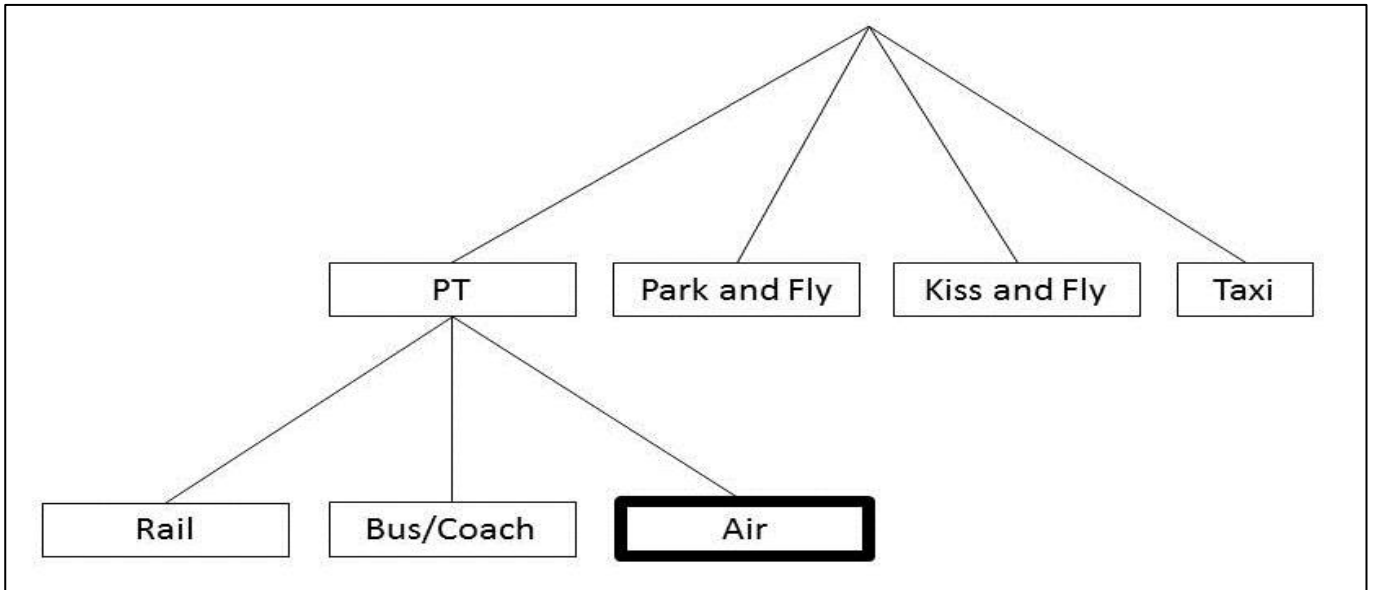 PT
Park and Fly
Kiss and Fly
Taxi
Rail
Bus/Coach
Air